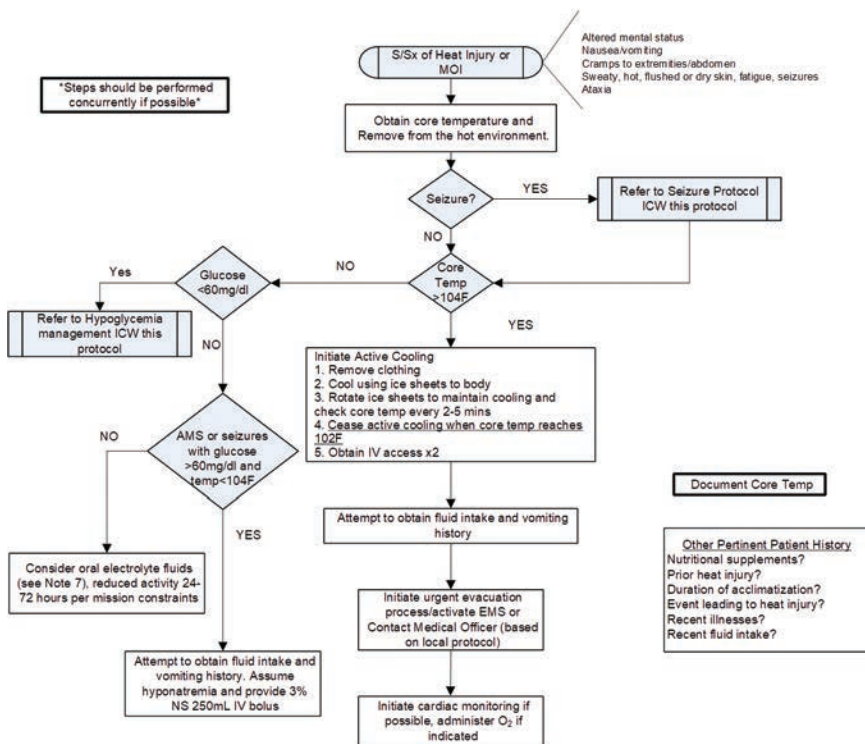 S/Sx of Heat Injury or
MOI
Altered mental status
Nausea/vomiting
Cramps to extremities/abdomen
Sweaty, hot, flushed or dry skin, fatigue, seizures
Ataxia
*Steps should be performed
concurrently if possible*
Obtain core temperature and
Remove from the hot environment.
Seizure?
YES
Refer to Seizure Protocol
ICW this protocol
NO
Core
Temp
>104F
NO
Glucose
<60mg/dl
Yes
Refer to Hypoglycemia
management ICW this
protocol
NO
YES
Initiate Active Cooling
1. Remove clothing
2. Cool using ice sheets to body
3. Rotate ice sheets to maintain cooling and
check core temp every 2-5 mins
4. Cease active cooling when core temp reaches
102F
5. Obtain IV access x2
AMS or seizures
with glucose
>60mg/dl and
temp<104F
NO
YES
Consider oral electrolyte fluids
(see Note 7), reduced activity 24-
72 hours per mission constraints
Attempt to obtain fluid intake and
vomiting history. Assume
hyponatremia and provide 3%
NS 250mL IV bolus
Attempt to obtain fluid intake and vomiting
history
Initiate urgent evacuation
process/activate EMS or
Contact Medical Officer (based
on local protocol)
Initiate cardiac monitoring if
possible, administer O₂ if
indicated
Document Core Temp
Other Pertinent Patient History
Nutritional supplements?
Prior heat injury?
Duration of acclimatization?
Event leading to heat injury?
Recent illnesses?
Recent fluid intake?